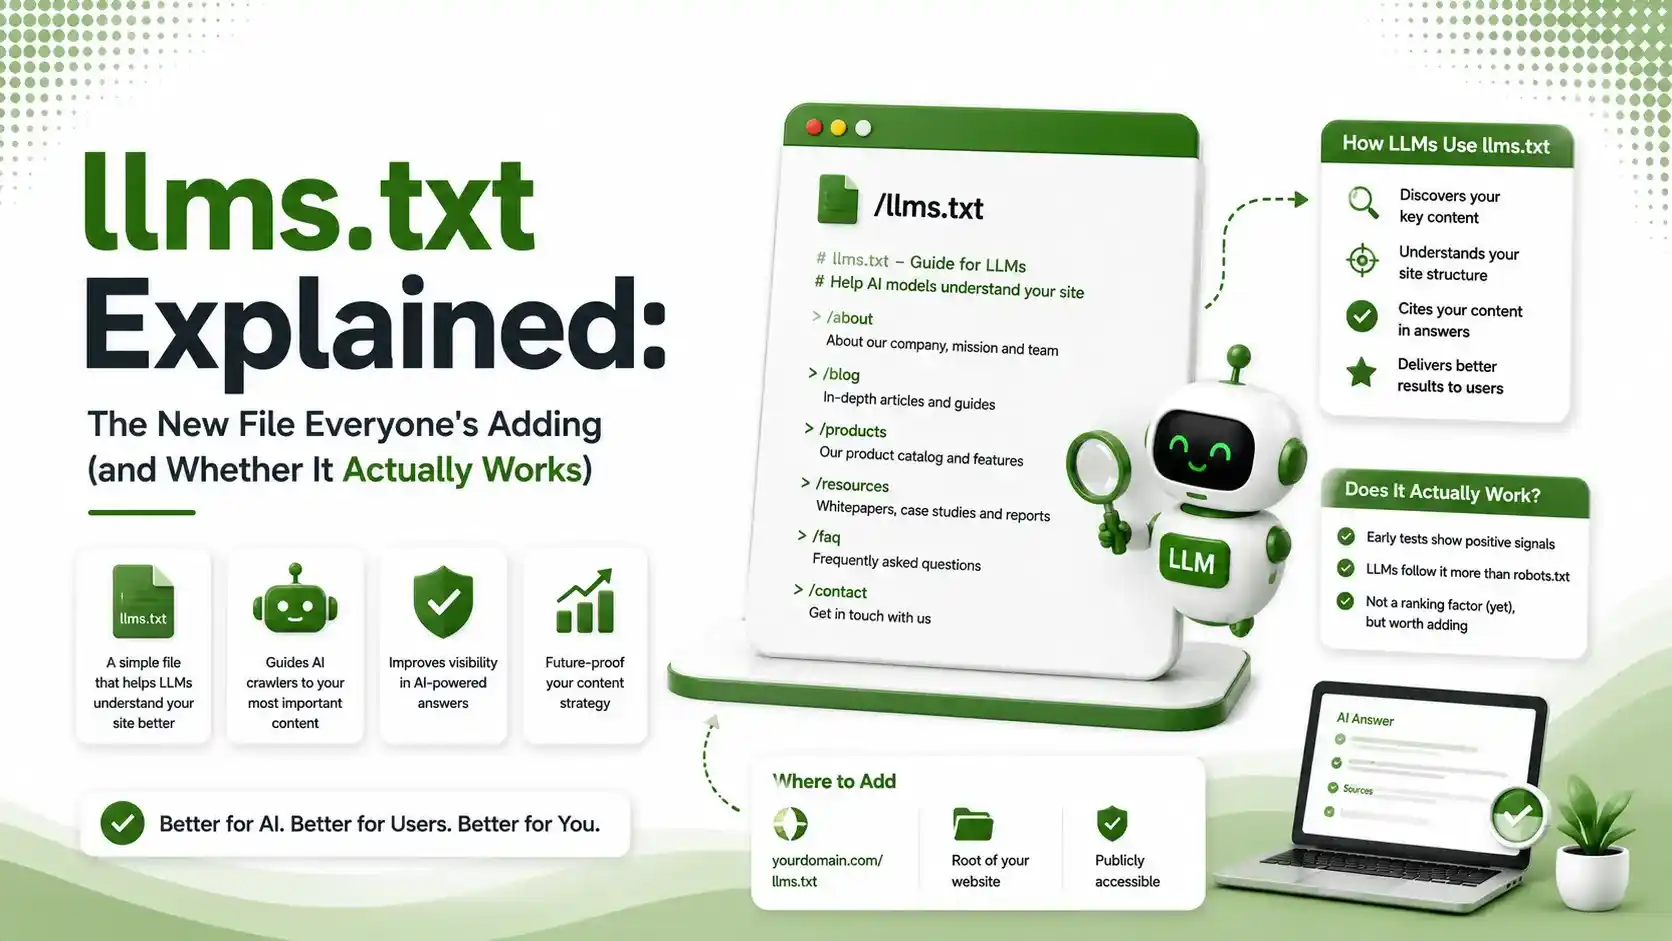 llms.txt
Explained:
The New File Everyone's Adding
(and Whether It Actually Works)
llms.txt
A simple file
that helps LLMs
understand your
site better
Guides AI
crawlers to your
most important
content
Improves visibility
in AI-powered
answers
Future-proof
your content
strategy
Better for AI. Better for Users. Better for You.
/llms.txt
# llms.txt – Guide for LLMs
# Help AI models understand your site
> /about
About our company, mission and team
> /blog
In-depth articles and guides
> /products
Our product catalog and features
> /resources
Whitepapers, case studies and reports
> /faq
Frequently asked questions
> /contact
Get in touch with us
LLM
How LLMs Use llms.txt
Discovers your
key content
Understands your
site structure
Cites your content
in answers
Delivers better
results to users
Does It Actually Work?
Early tests show positive signals
LLMs follow it more than robots.txt
Not a ranking factor (yet),
but worth adding
Where to Add
yourdomain.com/
llms.txt
Root of your
website
Publicly
accessible
AI Answer
Sources